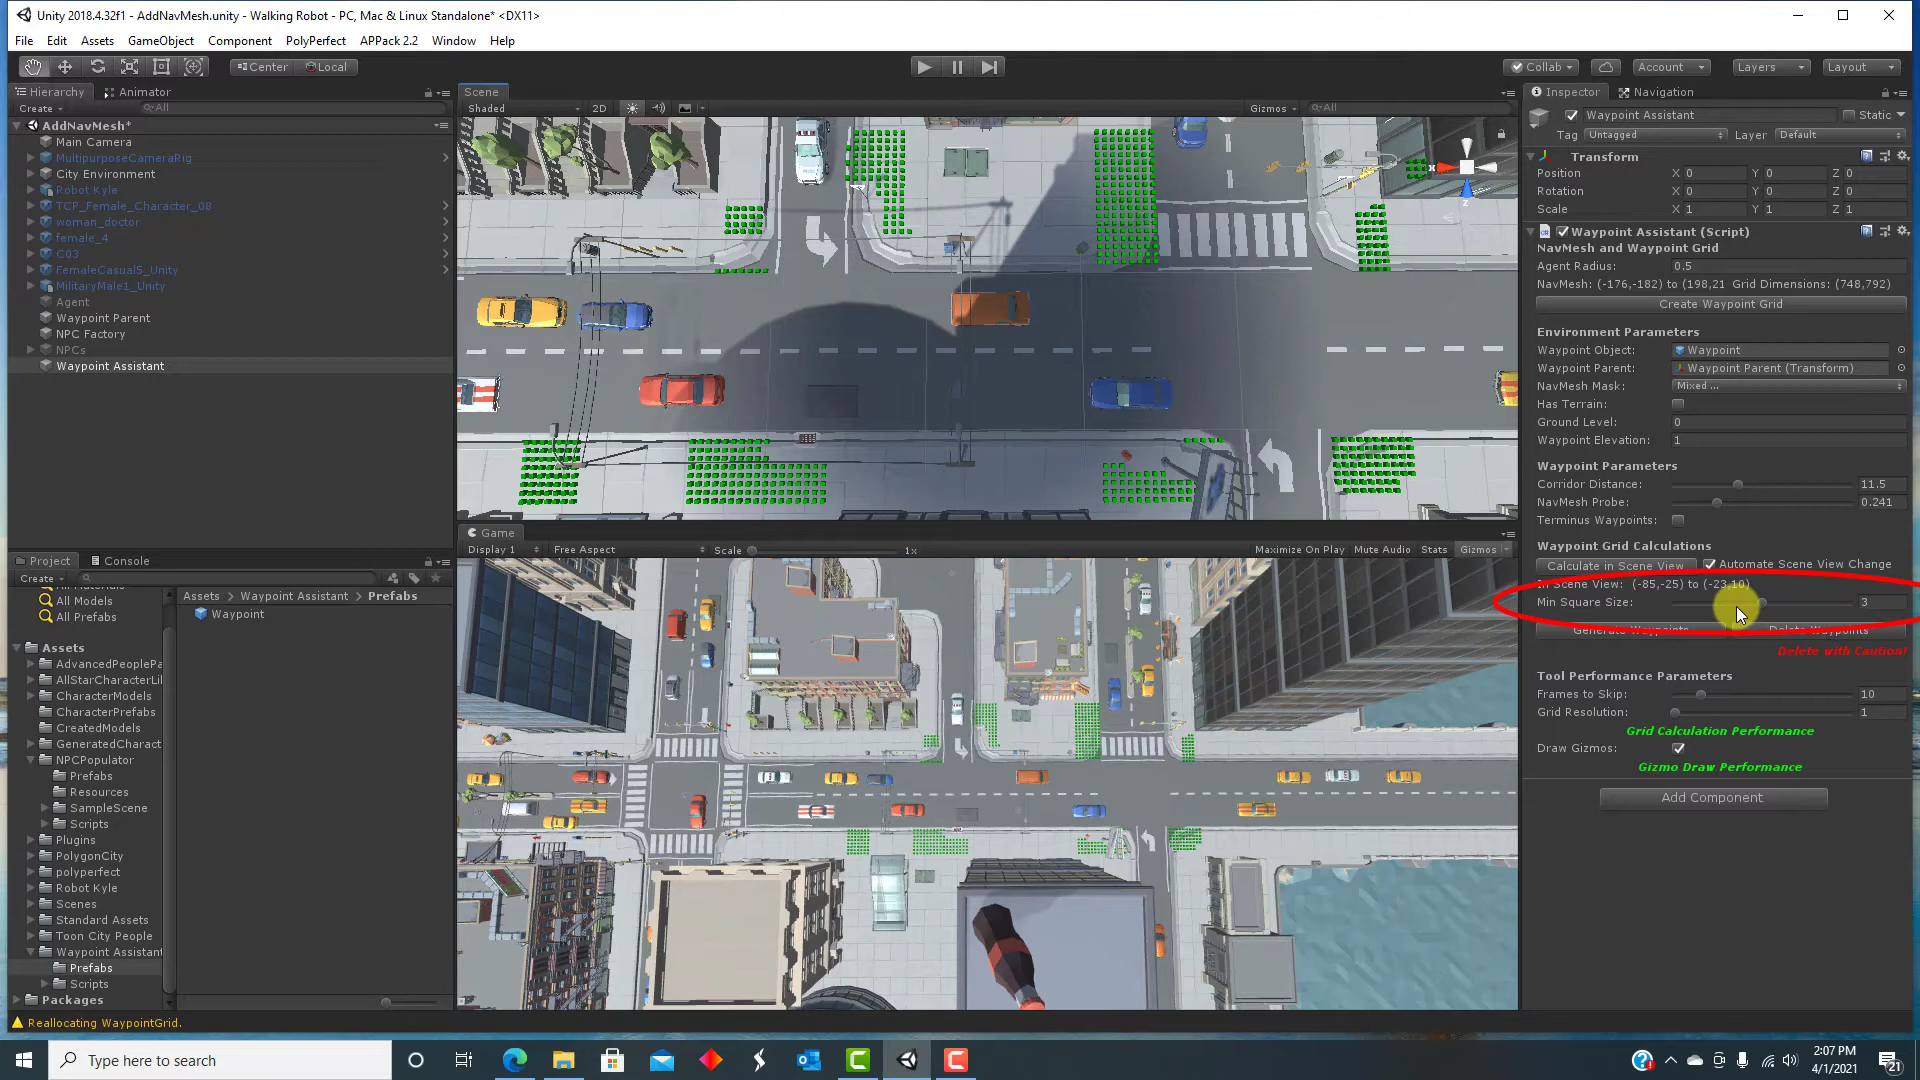 Unity 2018.4.32f1 - AddNavMesh.unity - Walking Robot - PC, Mac & Linux Standalone* <DX11>
File Edit Assets GameObject Component PolyPerfect APPack 2.2 Window Help
Center Local Collab Account Layers Layout
Hierarchy Animator
Create All
AddNavMesh*
Main Camera
MultipurposeCameraRig
City Environment
Robot Kyle
TCP_Female_Character_08
woman_doctor
female_4
C03
FemaleCasual5_Unity
MilitaryMale1_Unity
Agent
Waypoint Parent
NPC Factory
NPCs
Waypoint Assistant
Scene
Shaded 2D Gizmos All
Game
Display 1 Free Aspect Scale 1x Maximize On Play Mute Audio Stats Gizmos
Inspector Navigation
Waypoint Assistant Static
Tag Untagged Layer Default
Transform
Position X 0 Y 0 Z 0
Rotation X 0 Y 0 Z 0
Scale X 1 Y 1 Z 1
Waypoint Assistant (Script)
NavMesh and Waypoint Grid
Agent Radius: 0.5
NavMesh: (-176,-182) to (198,21 Grid Dimensions: (748,792)
Create Waypoint Grid
Environment Parameters
Waypoint Object: Waypoint
Waypoint Parent: Waypoint Parent (Transform)
NavMesh Mask: Mixed ...
Has Terrain:
Ground Level: 0
Waypoint Elevation: 1
Waypoint Parameters
Corridor Distance: 11.5
NavMesh Probe: 0.241
Terminus Waypoints:
Waypoint Grid Calculations
Calculate in Scene View Automate Scene View Change
In Scene View: (-85,-25) to (-23,10)
Min Square Size: 3
Generate Waypoints Delete Waypoints
Delete with Caution!
Tool Performance Parameters
Frames to Skip: 10
Grid Resolution: 1
Grid Calculation Performance
Draw Gizmos:
Gizmo Draw Performance
Add Component
Project Console
Create
All Models
All Prefabs
Assets
AdvancedPeoplePa
AllStarCharacterLil
CharacterModels
CharacterPrefabs
CreatedModels
GeneratedCharact
NPCPopulator
Prefabs
Resources
SampleScene
Scripts
Plugins
PolygonCity
polyperfect
Robot Kyle
Scenes
Standard Assets
Toon City People
Waypoint Assistant
Prefabs
Scripts
Packages
Assets Waypoint Assistant Prefabs
Waypoint
Reallocating WaypointGrid.
Type here to search
2:07 PM
4/1/2021
21